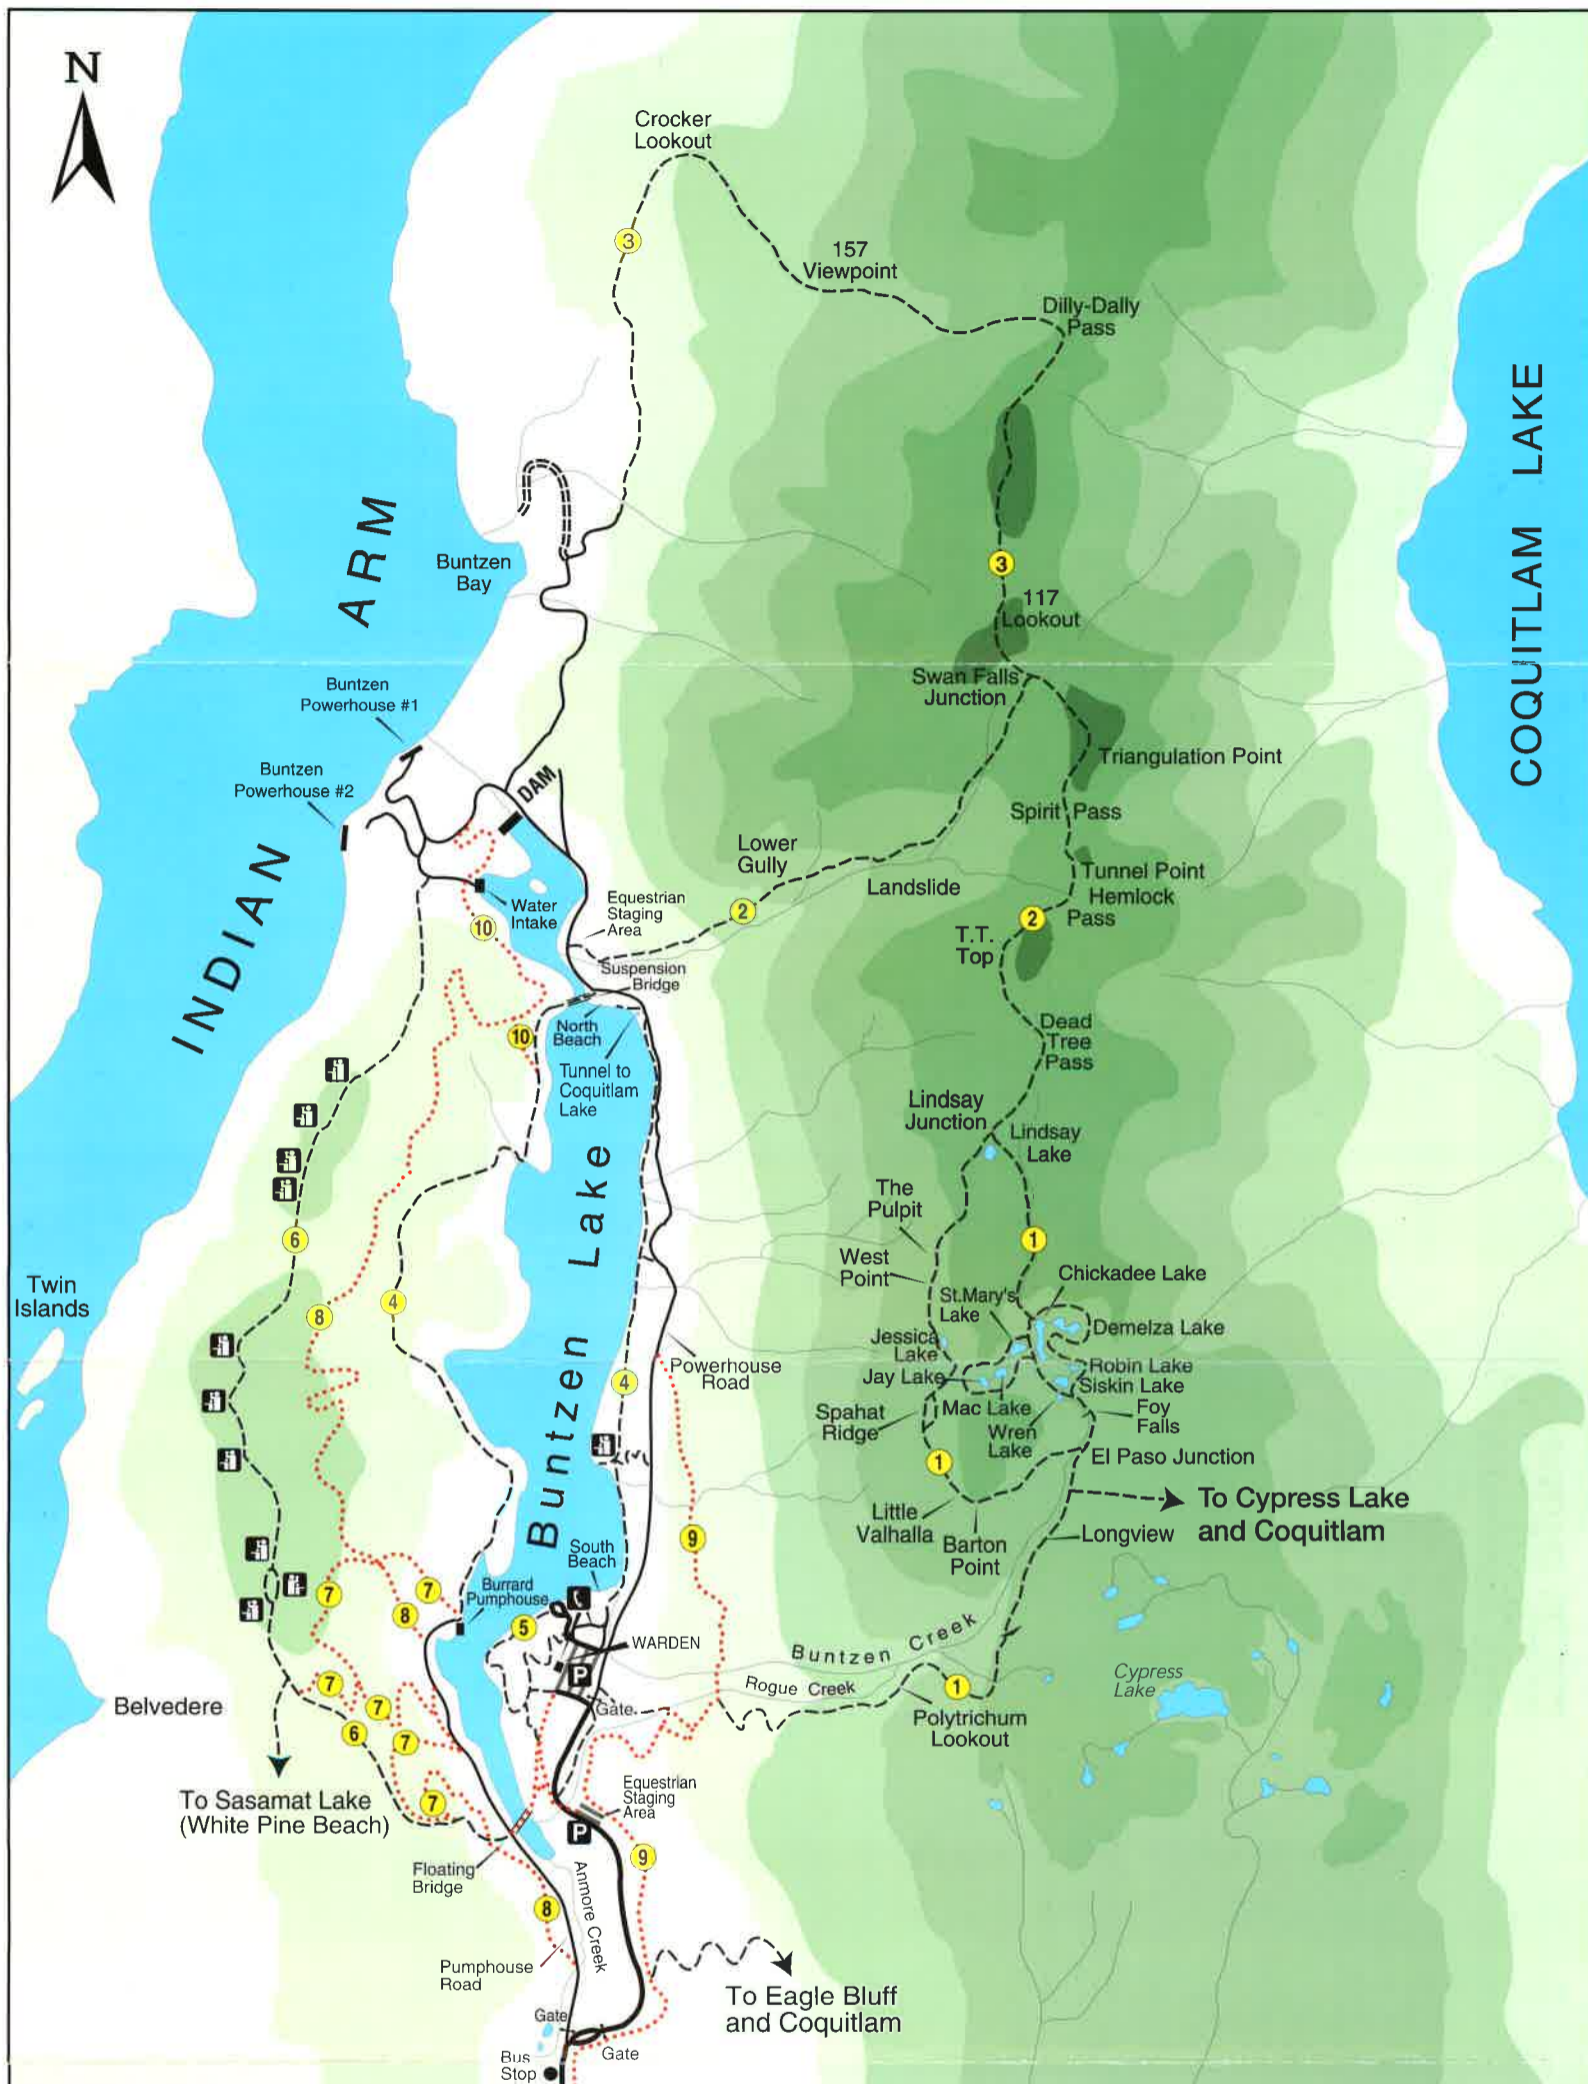 N
Crocker
Lookout
3
157
Viewpoint
Dilly-Dally
Pass
COQUITLAM LAKE
INDIAN ARM
Buntzen
Bay
3
117
Lookout
Swan Falls
Junction
Buntzen
Powerhouse #1
Triangulation Point
Buntzen
Powerhouse #2
DAM
Spirit Pass
Lower
Gully
Tunnel Point
Hemlock
Pass
Landslide
Water
Intake
Equestrian
Staging
Area
2
2
10
T.T.
Top
Suspension
Bridge
North
Beach
10
Dead
Tree
Pass
Tunnel to
Coquitlam
Lake
Lindsay
Junction
Lindsay
Lake
Buntzen Lake
The
Pulpit
6
1
West
Point
Chickadee Lake
Twin
Islands
4
8
St.Mary's
Lake
Demelza Lake
Jessica
Lake
Powerhouse
Road
Robin Lake
Jay Lake
4
Siskin Lake
Mac Lake
Foy
Falls
Spahat
Ridge
Wren
Lake
1
El Paso Junction
To Cypress Lake
and Coquitlam
Little
Valhalla
Longview
Barton
Point
9
South
Beach
Burrard
Pumphouse
7
7
8
5
WARDEN
Buntzen Creek
P
Rogue Creek
1
Cypress
Lake
Belvedere
7
7
6
7
Gate
Polytrichum
Lookout
To Sasamat Lake
(White Pine Beach)
7
Equestrian
Staging
Area
P
9
Floating
Bridge
Anmore Creek
8
Pumphouse
Road
To Eagle Bluff
and Coquitlam
Gate
Gate
Bus
Stop